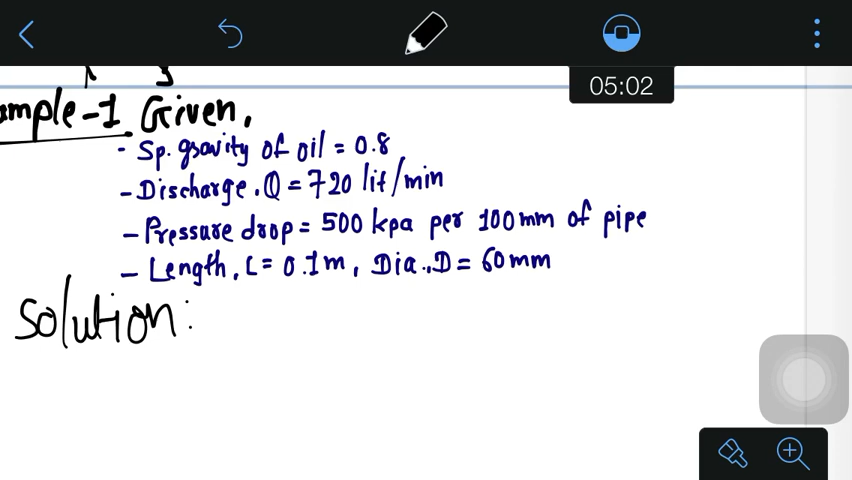 05:02
ample-1 Given,
- Sp. gravity of oil = 0.8
- Discharge, Q = 720 lit/min
- Pressure drop = 500 kpa per 100mm of pipe
- Length, L = 0.1m, Dia., D = 60mm
Solution: